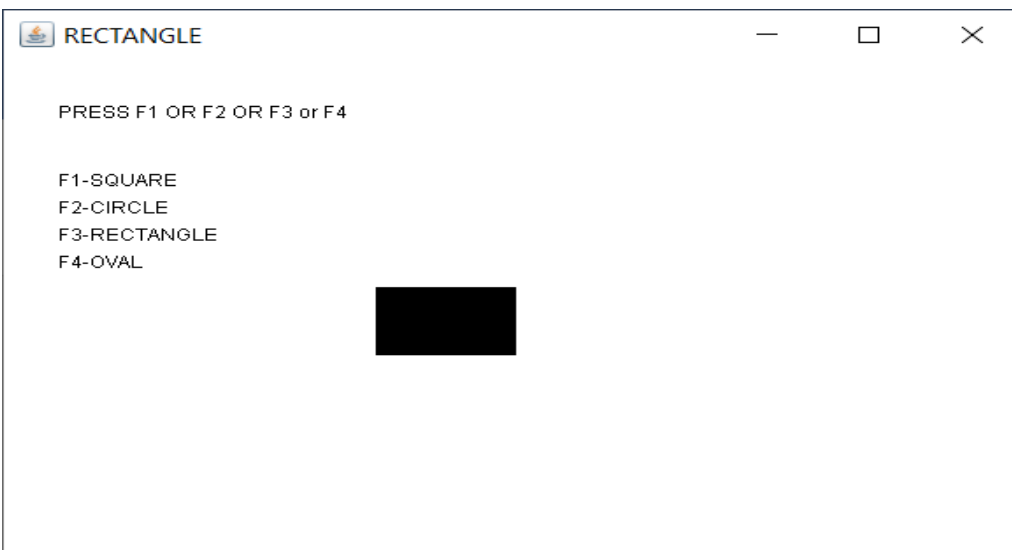 RECTANGLE
PRESS F1 OR F2 OR F3 or F4
F1-SQUARE
F2-CIRCLE
F3-RECTANGLE
F4-OVAL